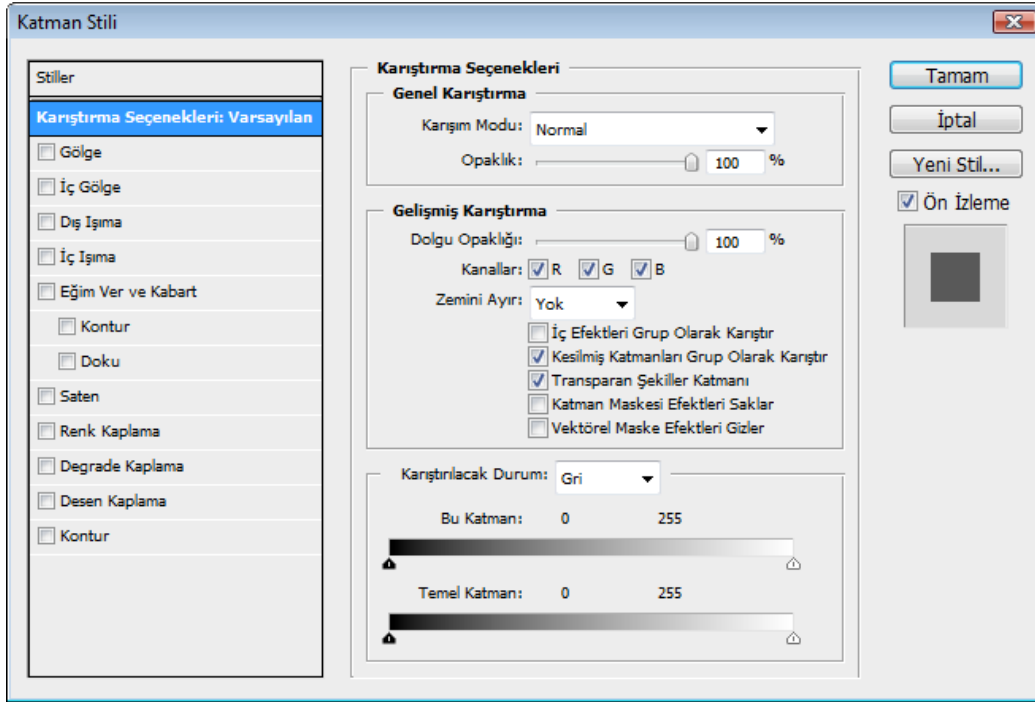 Katman Stili
Stiller
Karıştırma Seçenekleri: Varsayılan
Gölge
İç Gölge
Dış Işıma
İç Işıma
Eğim Ver ve Kabart
Kontur
Doku
Saten
Renk Kaplama
Degrade Kaplama
Desen Kaplama
Kontur
Karıştırma Seçenekleri
Genel Karıştırma
Karışım Modu: Normal
Opaklık: 100 %
Gelişmiş Karıştırma
Dolgu Opaklığı: 100 %
Kanallar: R G B
Zemini Ayır: Yok
İç Efektleri Grup Olarak Karıştır
Kesilmiş Katmanları Grup Olarak Karıştır
Transparan Şekiller Katmanı
Katman Maskesi Efektleri Saklar
Vektörel Maske Efektleri Gizler
Karıştırılacak Durum: Gri
Bu Katman: 0 255
Temel Katman: 0 255
Tamam
İptal
Yeni Stil...
Ön İzleme